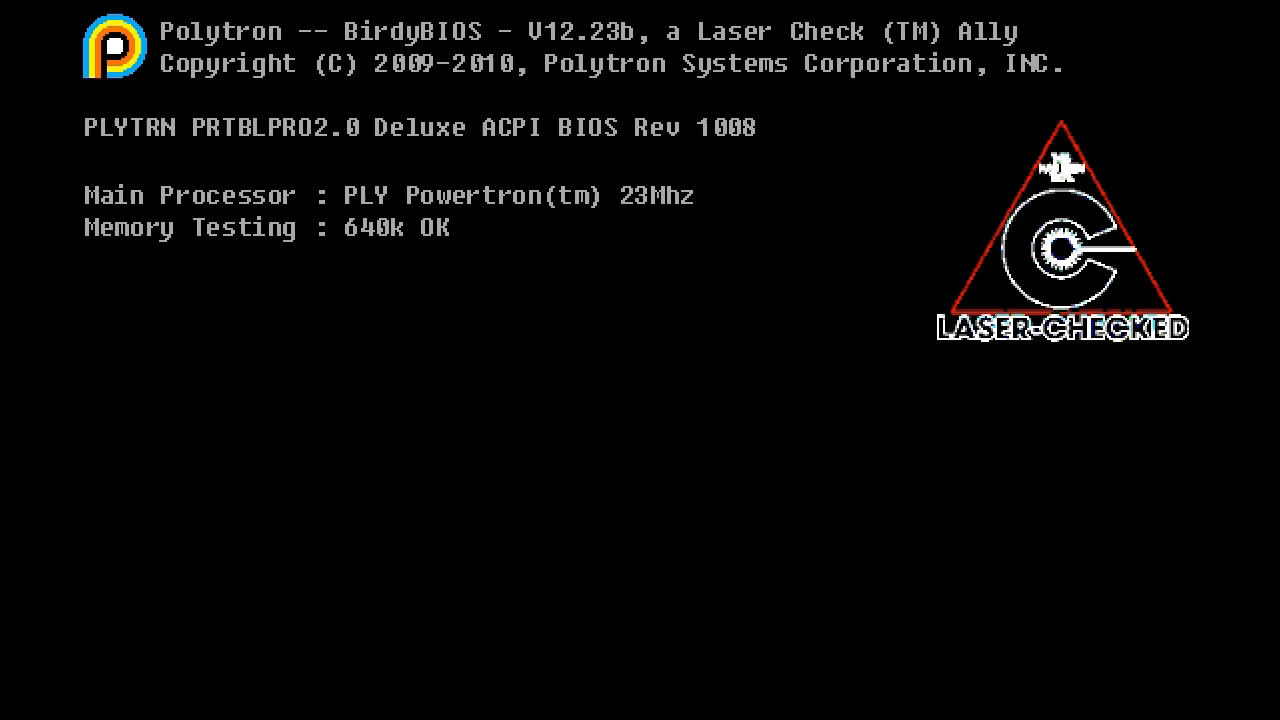 Polytron -- BirdyBIOS - V12.23b, a Laser Check (TM) Ally
Copyright (C) 2009-2010, Polytron Systems Corporation, INC.
PLYTRN PRTBLPRO2.0 Deluxe ACPI BIOS Rev 1008
Main Processor : PLY Powertron(tm) 23Mhz
Memory Testing : 640k OK
LASER-CHECKED